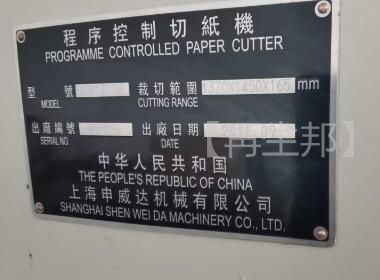 程序控制切紙機
PROGRAMME CONTROLLED PAPER CUTTER
型號 裁切範圍 1370X1450X165 mm
MODEL CUTTING RANGE
出廠編號 出廠日期 2011.09
SERIAL NO. DATE
中华人民共和国
THE PEOPLE'S REPUBLIC OF CHINA
上海申威达机械有限公司
SHANGHAI SHEN WEI DA MACHINERY CO., LTD.
【再生邦】